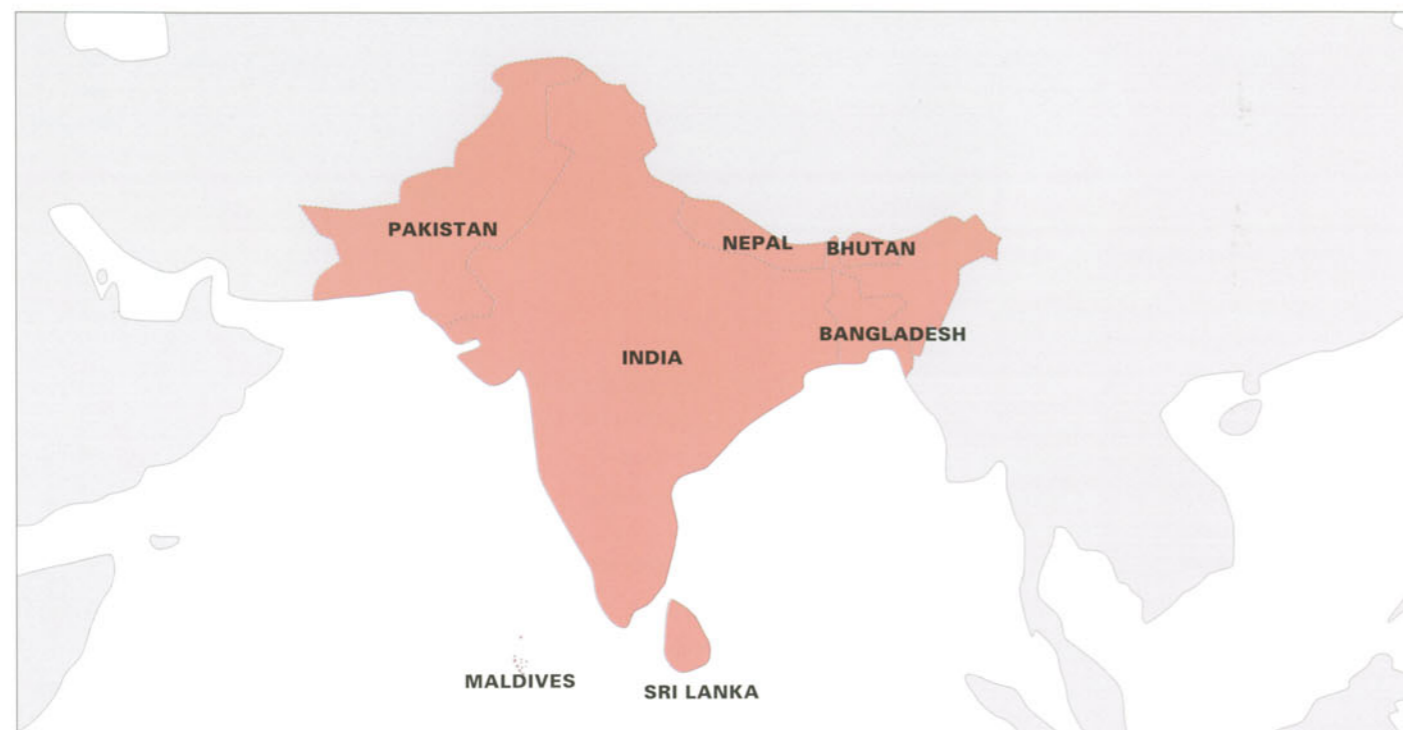 PAKISTAN
NEPAL
BHUTAN
BANGLADESH
INDIA
MALDIVES
SRI LANKA